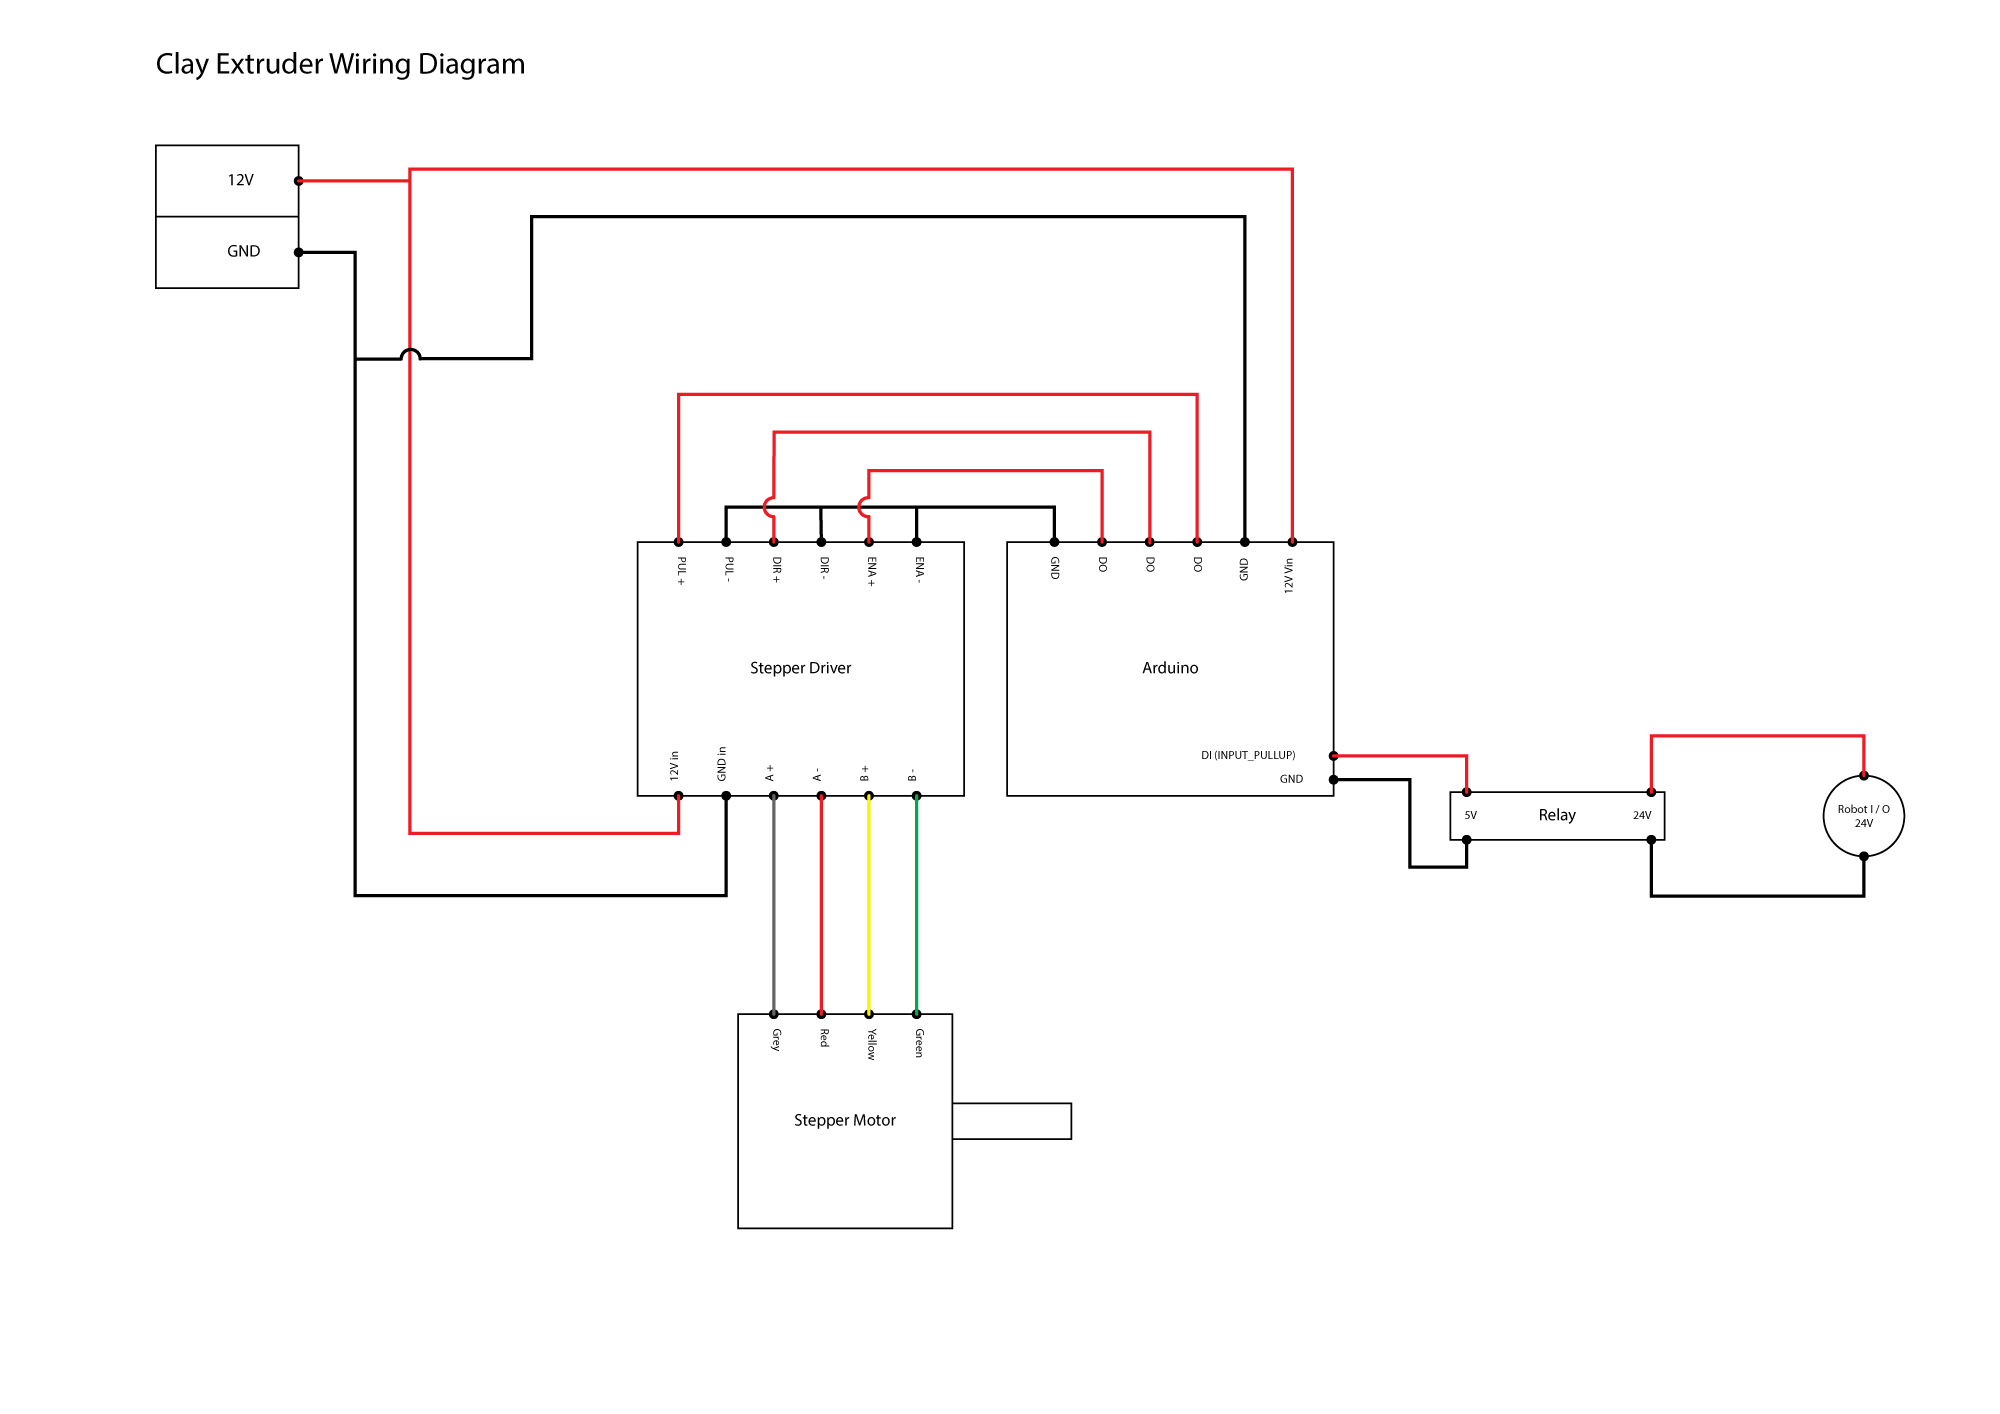 Clay Extruder Wiring Diagram
12V
GND
PUL +
PUL -
DIR +
DIR -
ENA +
ENA -
GND
DO
DO
DO
GND
12V Vin
Stepper Driver
Arduino
12V in
GND in
A +
A -
B +
B -
DI (INPUT_PULLUP)
GND
5V
Relay
24V
Robot I / O
24V
Grey
Red
Yellow
Green
Stepper Motor